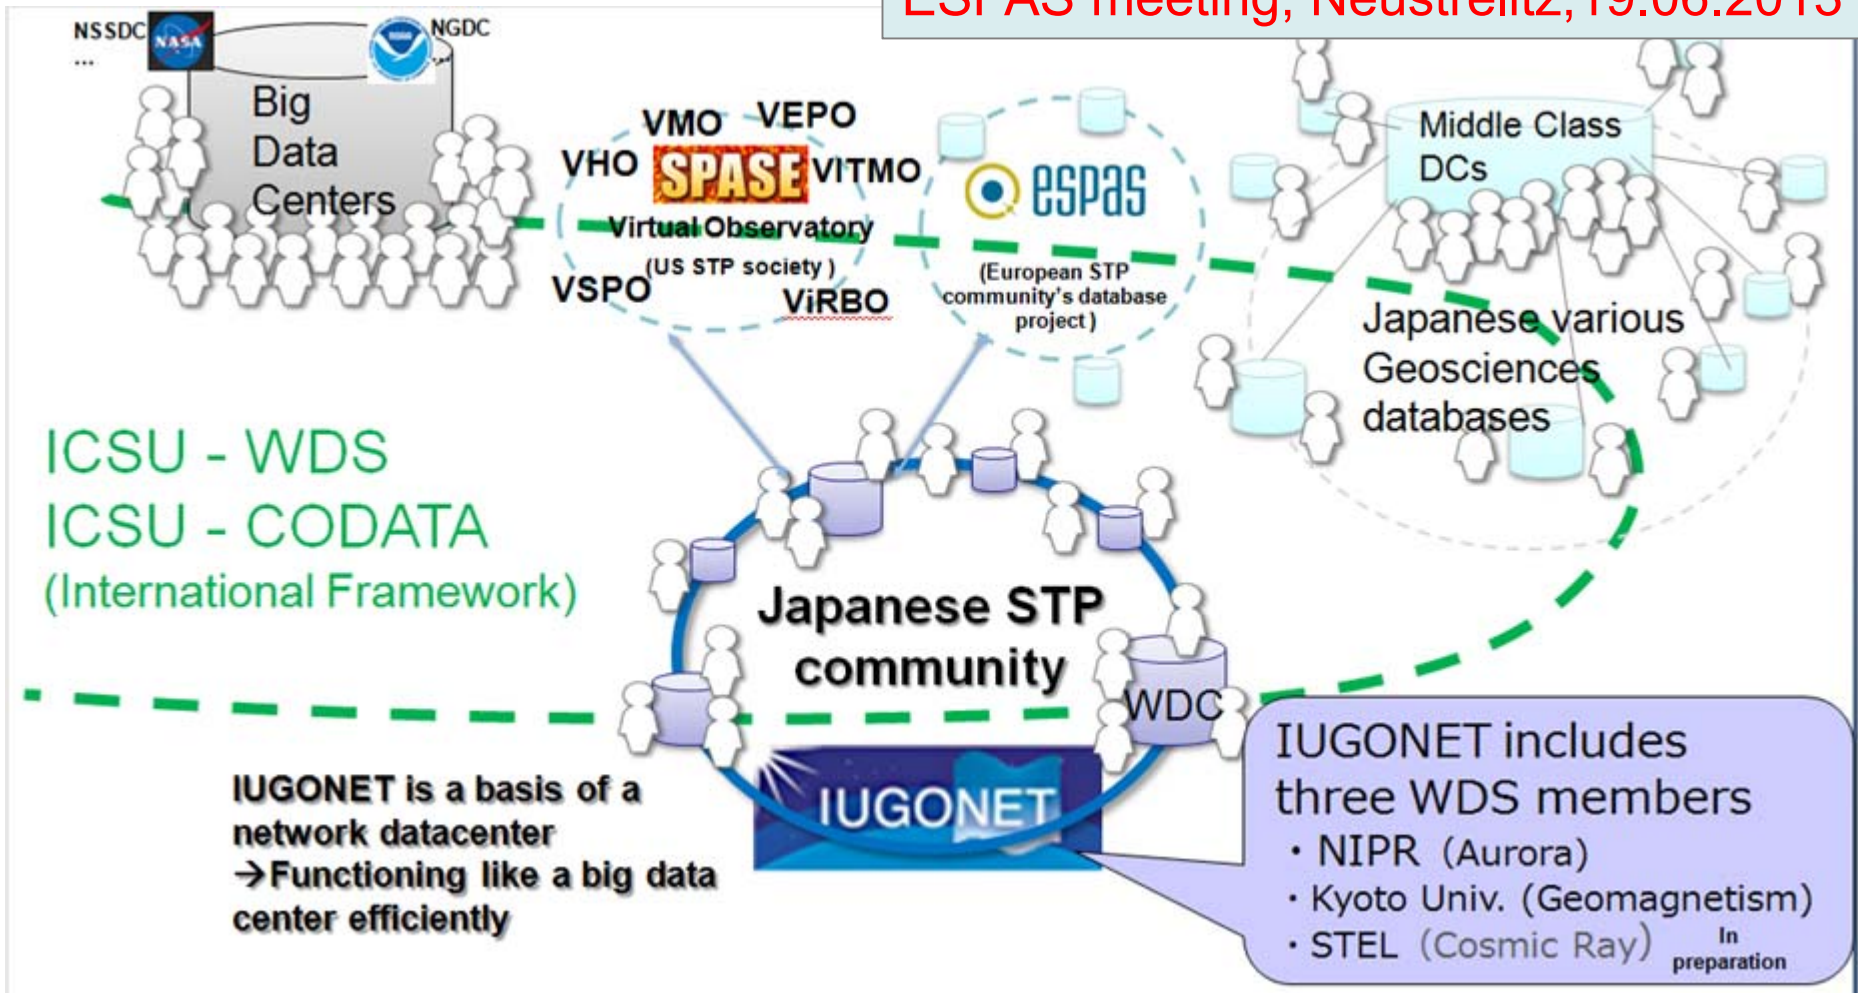 ESPAS meeting, Neustrelitz,19.06.2013
NSSDC
...
NASA
NGDC
Big
Data
Centers
VMO
VEPO
VHO
SPASE
VITMO
Virtual Observatory
(US STP society )
VSPO
ViRBO
espas
(European STP
community's database
project )
Middle Class
DCs
Japanese various
Geosciences
databases
ICSU - WDS
ICSU - CODATA
(International Framework)
Japanese STP
community
WDC
IUGONET
IUGONET is a basis of a
network datacenter
→Functioning like a big data
center efficiently
IUGONET includes
three WDS members
・NIPR (Aurora)
・Kyoto Univ. (Geomagnetism)
・STEL (Cosmic Ray) In
preparation